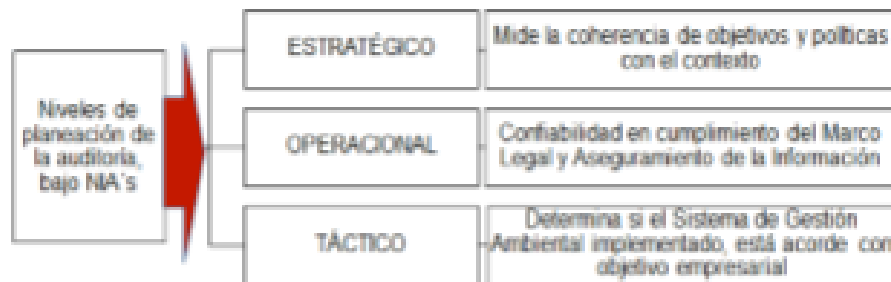 Niveles de
planeación de
la auditoría,
bajo NIA´s
ESTRATÉGICO
Mide la coherencia de objetivos y políticas
con el contexto
OPERACIONAL
Confiabilidad en cumplimiento del Marco
Legal y Aseguramiento de la Información
TÁCTICO
Determina si el Sistema de Gestión
Ambiental implementado, está acorde con
objetivo empresarial